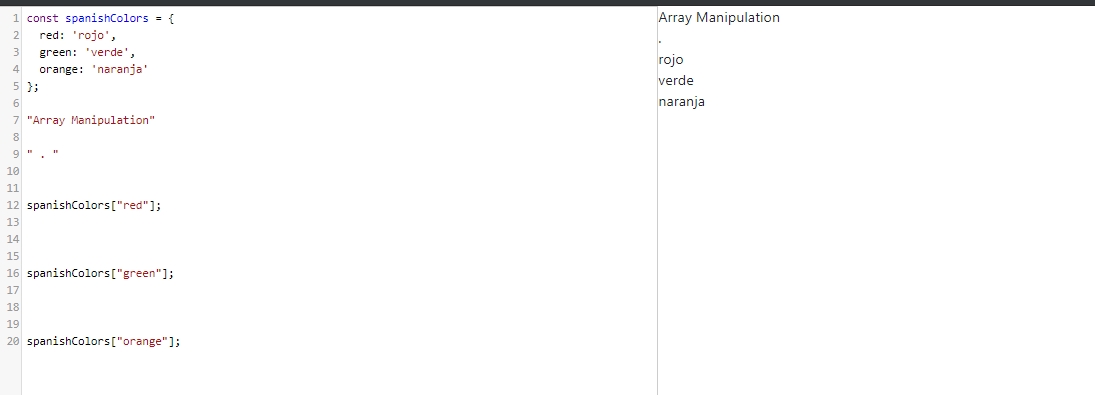 1 const spanishColors = {
2   red: 'rojo',
3   green: 'verde',
4   orange: 'naranja'
5 };
6
7 "Array Manipulation"
8
9 " . "
10
11
12 spanishColors["red"];
13
14
15
16 spanishColors["green"];
17
18
19
20 spanishColors["orange"];
Array Manipulation
.
rojo
verde
naranja